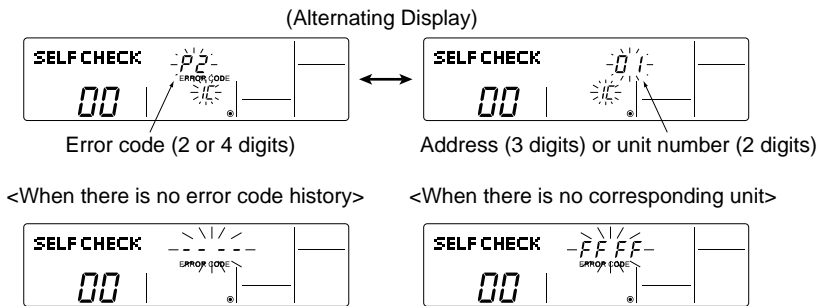 (Alternating Display)
SELF CHECK
P2
ERROR CODE
1C
00
SELF CHECK
01
1C
00
Error code (2 or 4 digits)
Address (3 digits) or unit number (2 digits)
<When there is no error code history>
<When there is no corresponding unit>
SELF CHECK
- - - -
ERROR CODE
00
SELF CHECK
FFFF
ERROR CODE
00